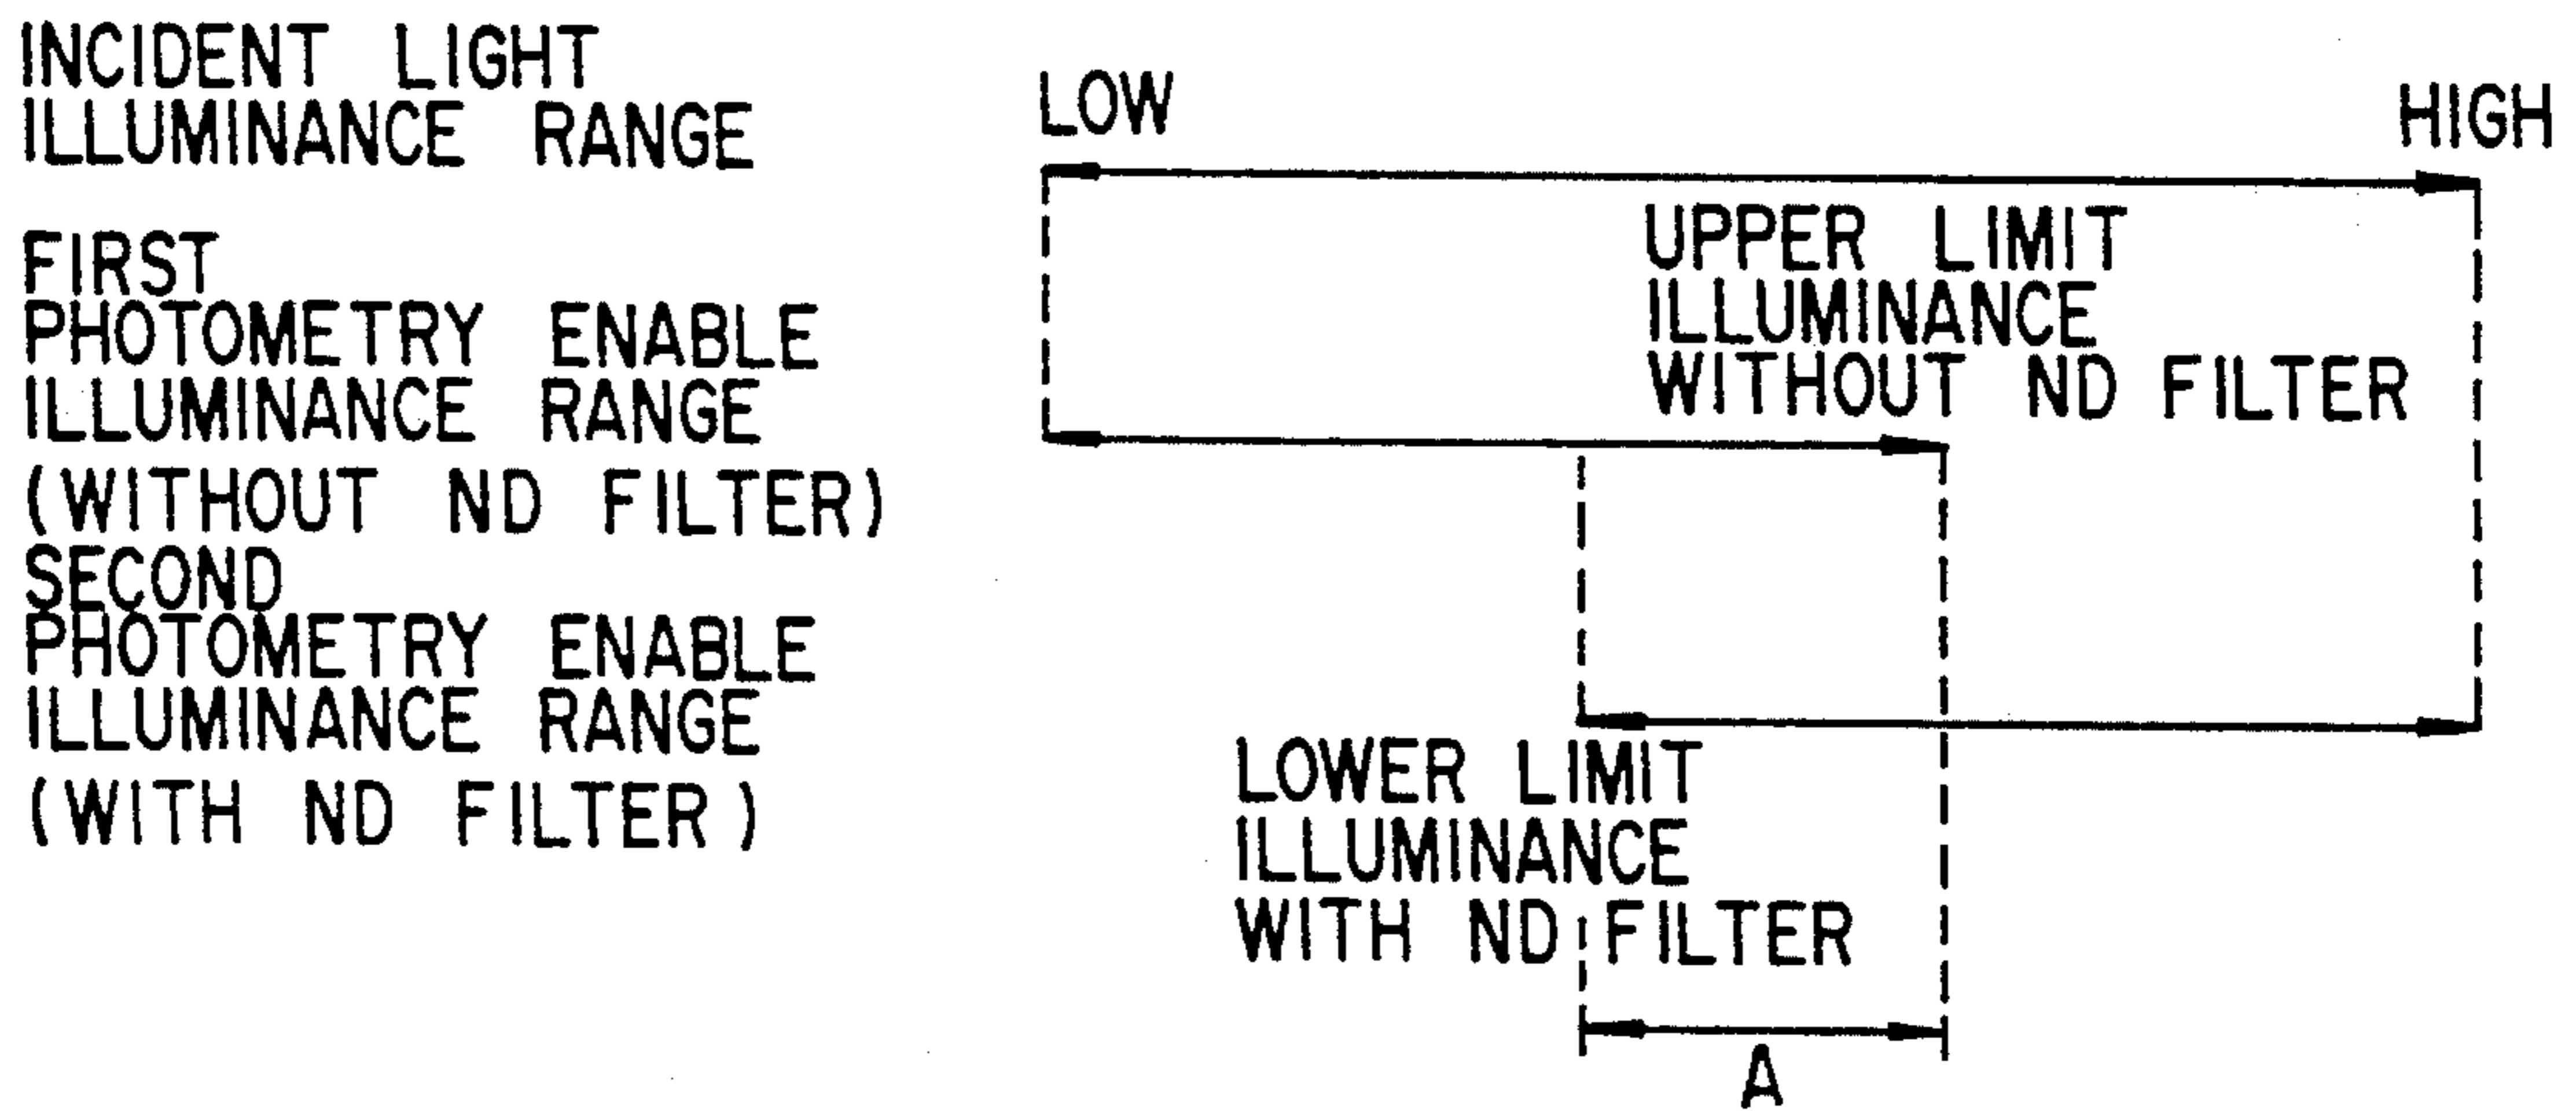 INCIDENT LIGHT
ILLUMINANCE RANGE
LOW
HIGH
FIRST
PHOTOMETRY ENABLE
ILLUMINANCE RANGE
(WITHOUT ND FILTER)
UPPER LIMIT
ILLUMINANCE
WITHOUT ND FILTER
SECOND
PHOTOMETRY ENABLE
ILLUMINANCE RANGE
(WITH ND FILTER)
LOWER LIMIT
ILLUMINANCE
WITH ND FILTER
A